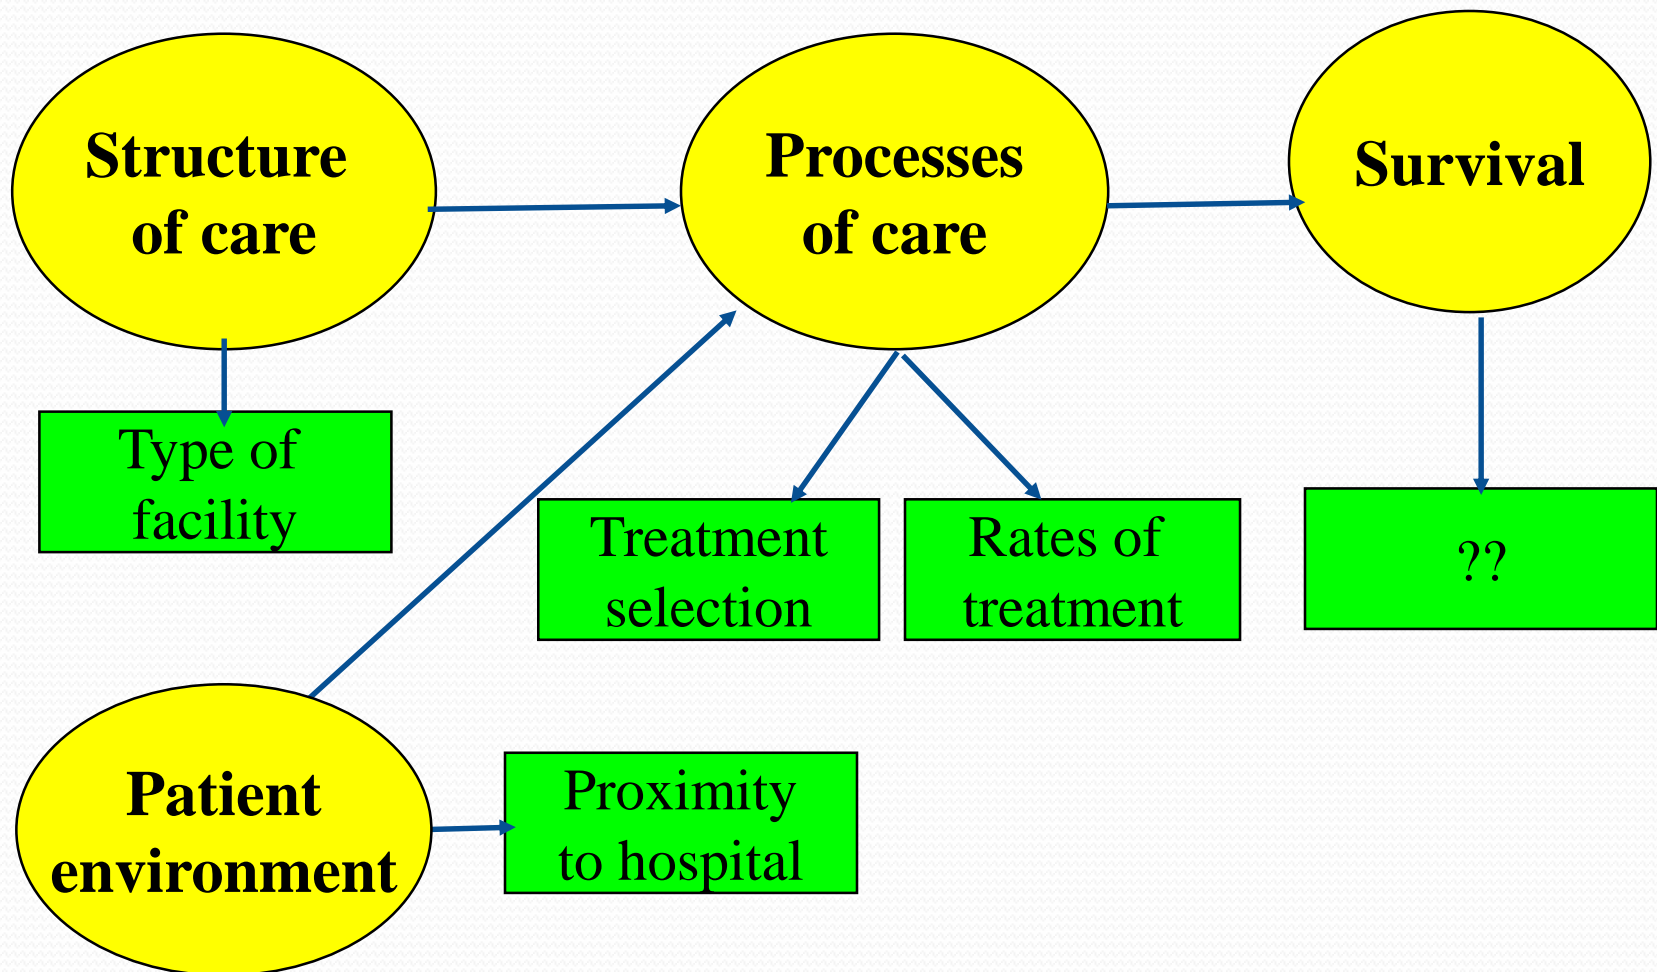 Structure
of care
Processes
of care
Survival
Type of
facility
Treatment
selection
Rates of
treatment
??
Patient
environment
Proximity
to hospital